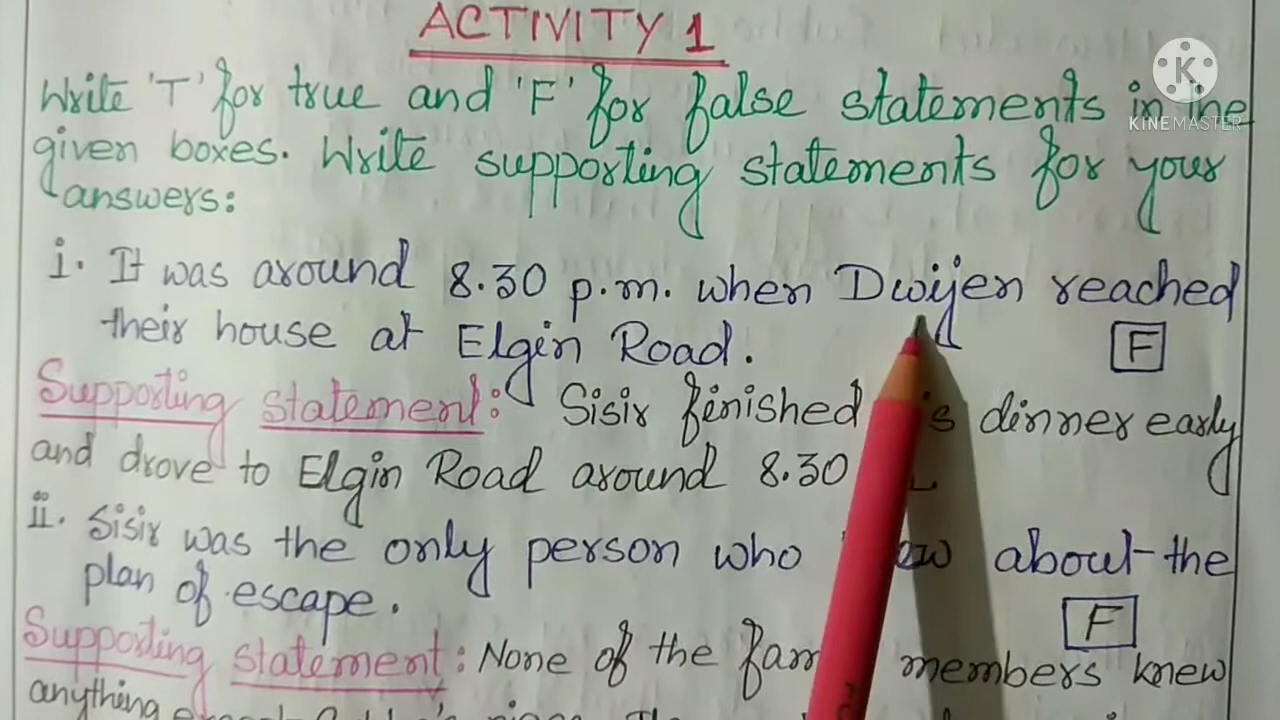 ACTIVITY 1
Write 'T' for true and 'F' for false statements in the
given boxes. Write supporting statements for your
answers:
i. It was around 8.30 p.m. when Dwijen reached
their house at Elgin Road. F
Supporting statement: Sisir finished dinner early
and drove to Elgin Road around 8.30
ii. Sisir was the only person who about the
plan of escape. F
Supporting statement: None of the members knew
anything
K
KINEMASTER